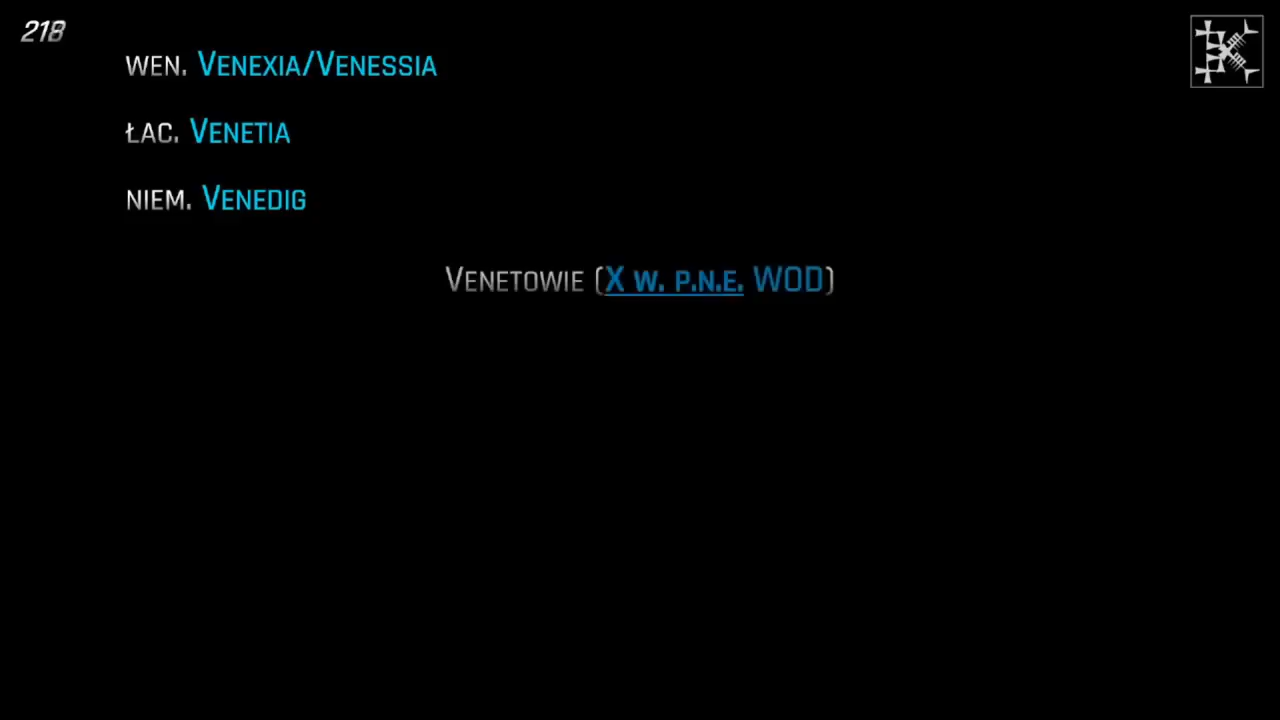 218
WEN. VENEXIA/VENESSIA
ŁAC. VENETIA
NIEM. VENEDIG
VENETOWIE (X W. P.N.E. WOD)